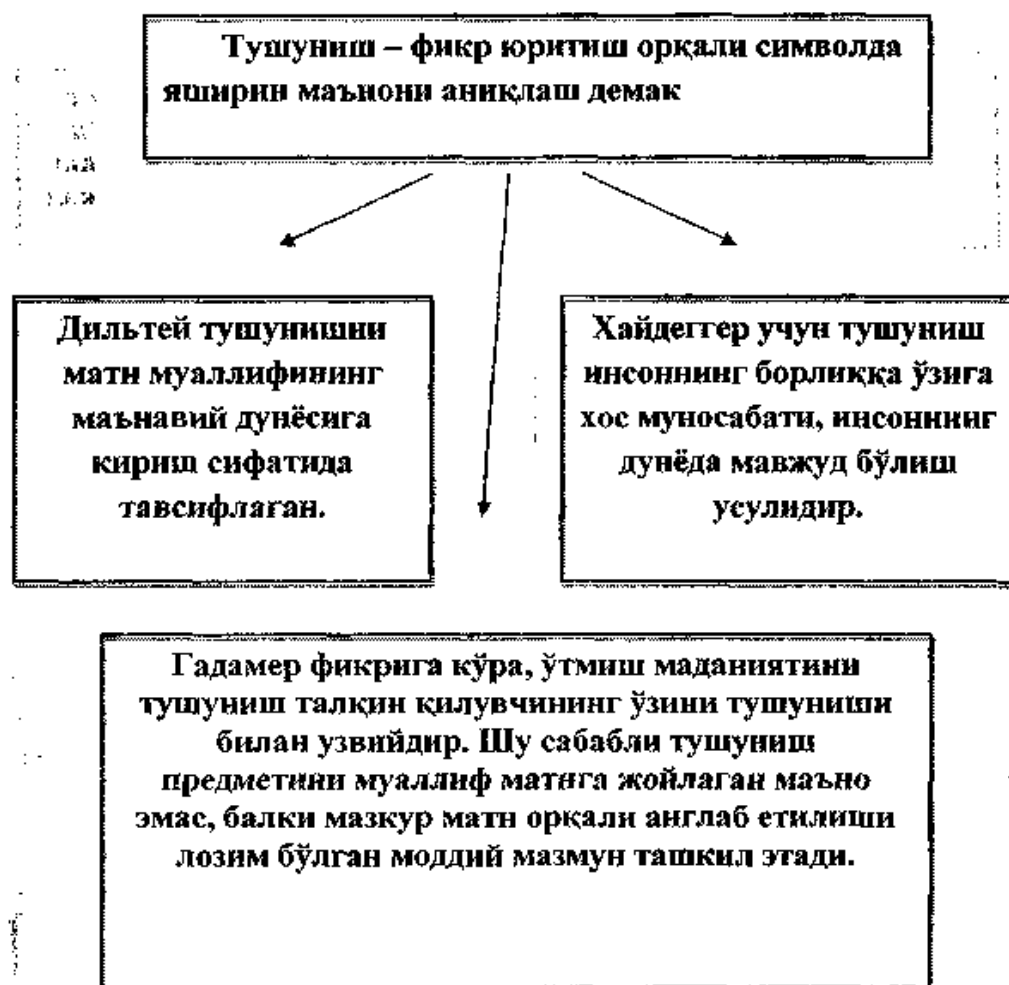 Тушуниш – фикр юритиш орқали символда
яширин маънони аниқлаш демак
Дильтей тушунишни
матн муаллифининг
маънавий дунёсига
кириш сифатида
тавсифлаган.
Хайдеггер учун тушуниш
инсоннинг борлиққа ўзига
хос муносабати, инсоннинг
дунёда мавжуд бўлиш
усулидир.
Гадамер фикрига кўра, ўтмиш маданиятини
тушуниш талқин қилувчининг ўзини тушуниши
билан узвийдир. Шу сабабли тушуниш
предметини муаллиф матнга жойлаган маъно
эмас, балки мазкур матн орқали англаб етилиши
лозим бўлган моддий мазмун ташкил этади.